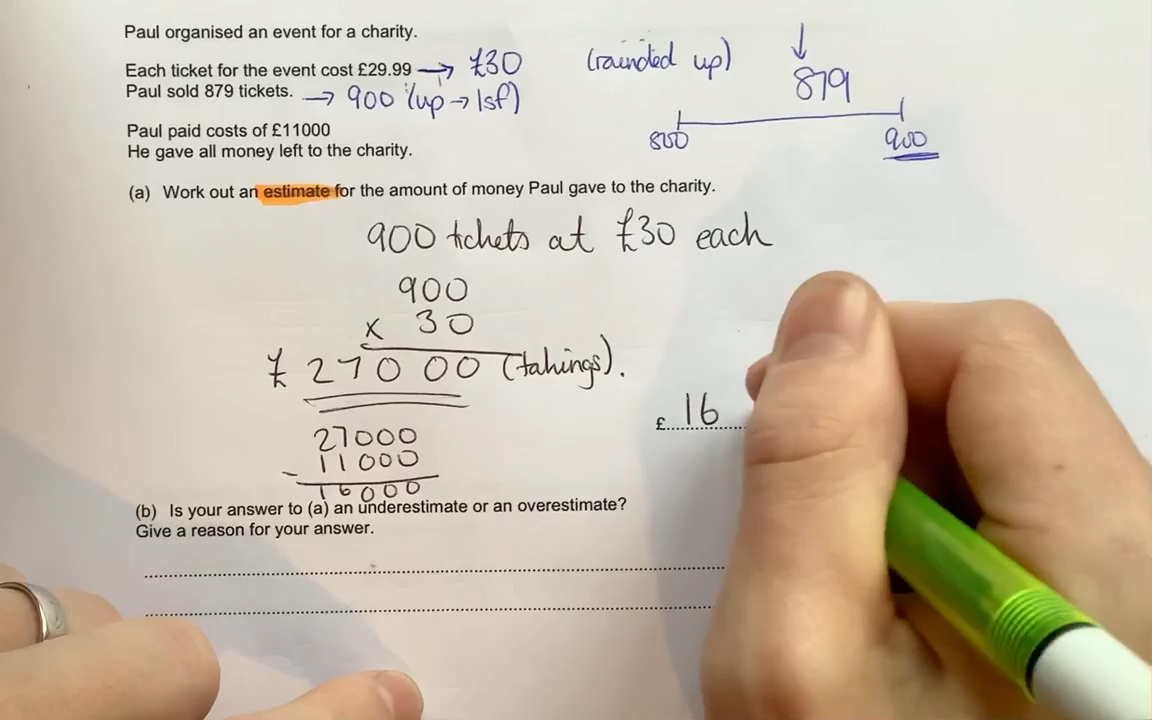 Paul organised an event for a charity.
Each ticket for the event cost £29.99 → £30 (rounded up)
Paul sold 879 tickets. → 900 (up → 1sf)
879
800 900
Paul paid costs of £11000
He gave all money left to the charity.
(a) Work out an estimate for the amount of money Paul gave to the charity.
900 tickets at £30 each
900
x 30
£ 27000 (takings).
£ 16
27000
- 11000
16000
(b) Is your answer to (a) an underestimate or an overestimate?
Give a reason for your answer.